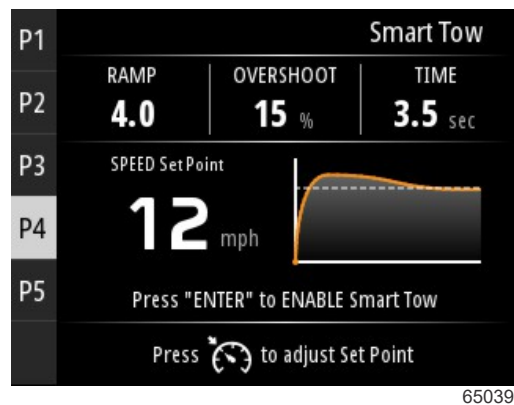 P1
P2
P3
P4
P5
Smart Tow
RAMP OVERSHOOT TIME
4.0 15 % 3.5 sec
SPEED Set Point
12 mph
Press "ENTER" to ENABLE Smart Tow
Press to adjust Set Point
65039